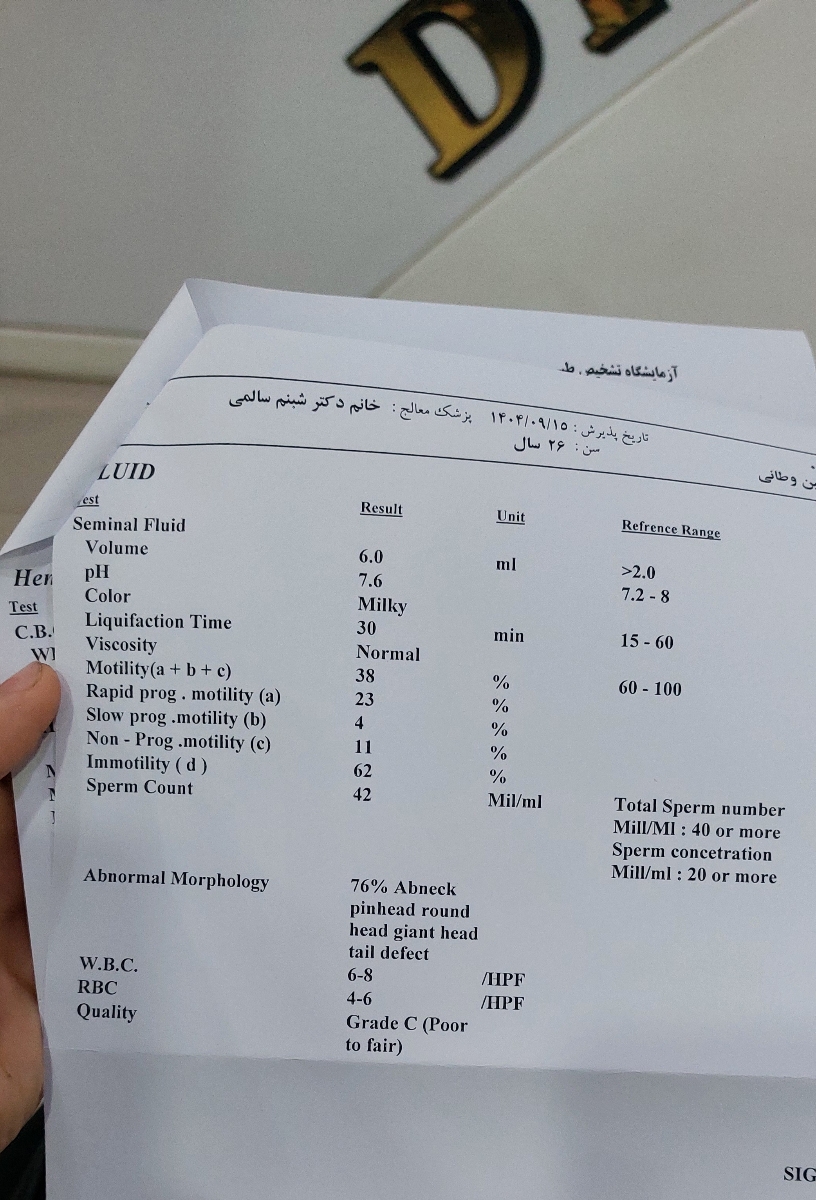 D
آزمایشگاه تشخیص ط
تاریخ پذیرش : ۱۴۰۴/۰۹/۱۵ پزشک معالج : خانم دکتر شبنم سالمی
سن : ۲۶ سال
وطائی
LUID
est Result Unit Refrence Range
Seminal Fluid
Volume 6.0 ml >2.0
pH 7.6 7.2 - 8
Color Milky
Liquifaction Time 30 min 15 - 60
Viscosity Normal
Motility(a + b + c) 38 % 60 - 100
Rapid prog . motility (a) 23 %
Slow prog .motility (b) 4 %
Non - Prog .motility (c) 11 %
Immotility ( d ) 62 %
Sperm Count 42 Mil/ml Total Sperm number
Mill/Ml : 40 or more
Sperm concetration
Mill/ml : 20 or more
Abnormal Morphology 76% Abneck
pinhead round
head giant head
tail defect
W.B.C. 6-8 /HPF
RBC 4-6 /HPF
Quality Grade C (Poor
to fair)
SIG
Hen
Test
C.B.